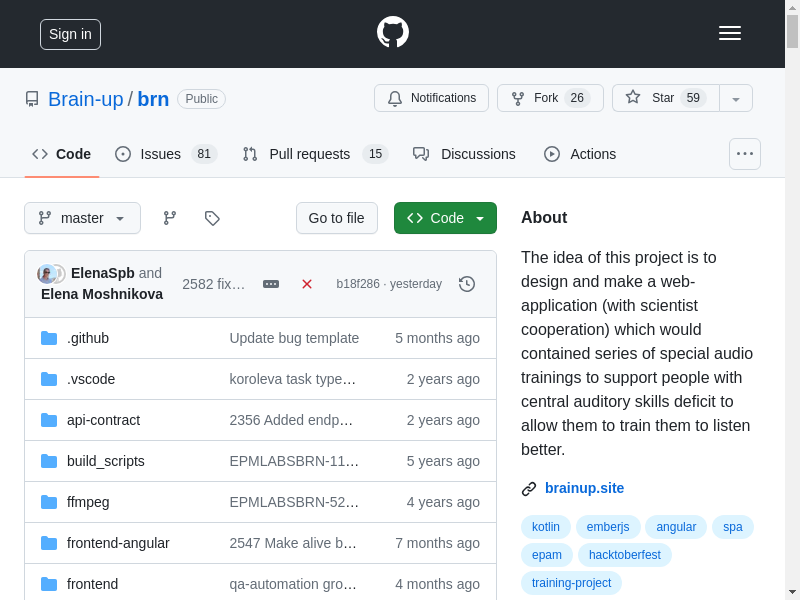 Sign in
Brain-up / brn Public
Notifications
Fork 26
Star 59
Code
Issues 81
Pull requests 15
Discussions
Actions
master
Go to file
Code
ElenaSpb and
Elena Moshnikova
2582 fix…
b18f286 · yesterday
.github Update bug template 5 months ago
.vscode koroleva task type… 2 years ago
api-contract 2356 Added endp… 2 years ago
build_scripts EPMLABSBRN-11… 5 years ago
ffmpeg EPMLABSBRN-52… 4 years ago
frontend-angular 2547 Make alive b… 7 months ago
frontend qa-automation gro… 4 months ago
About
The idea of this project is to
design and make a web-
application (with scientist
cooperation) which would
contained series of special audio
trainings to support people with
central auditory skills deficit to
allow them to train them to listen
better.
brainup.site
kotlin emberjs angular spa
epam hacktoberfest
training-project